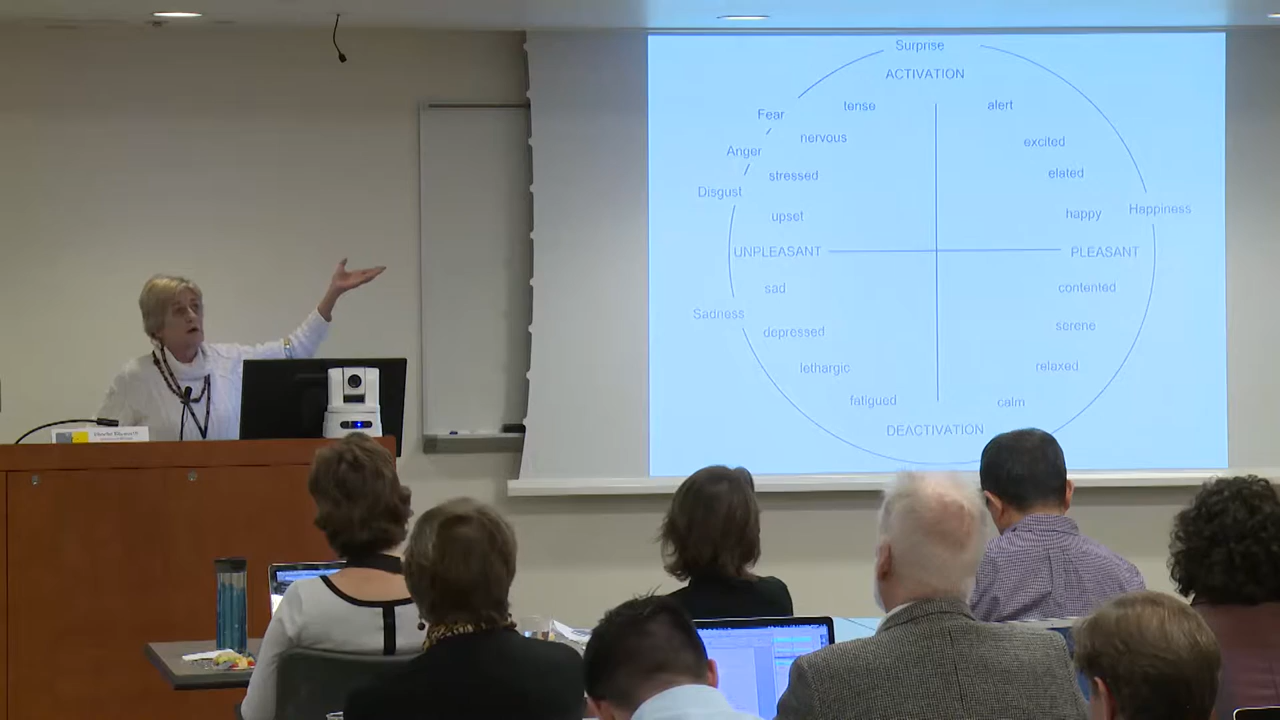 Surprise
ACTIVATION
tense alert
Fear
nervous excited
Anger
stressed elated
Disgust
upset happy Happiness
UNPLEASANT PLEASANT
sad contented
Sadness
depressed serene
lethargic relaxed
fatigued calm
DEACTIVATION